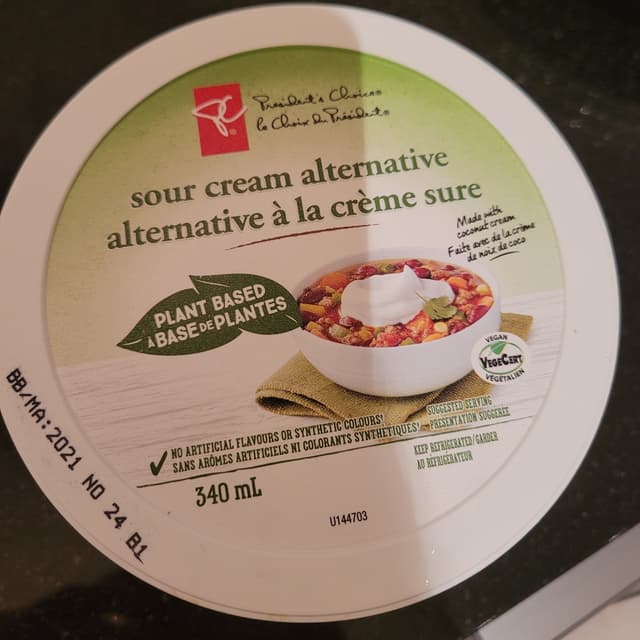 PC
President's Choice®
le Choix du Président®
sour cream alternative
alternative à la crème sure
Made with
coconut cream
Faite avec de la crème
de noix de coco
PLANT BASED
À BASE DE PLANTES
VEGAN
VEGECERT
VÉGÉTALIEN
NO ARTIFICIAL FLAVOURS OR SYNTHETIC COLOURS
SANS ARÔMES ARTIFICIELS NI COLORANTS SYNTHÉTIQUES
SUGGESTED SERVING
PRÉSENTATION SUGGÉRÉE
KEEP REFRIGERATED/GARDER
AU RÉFRIGÉRATEUR
340 mL
U144703
BB/MA:2021 NO 24 B1